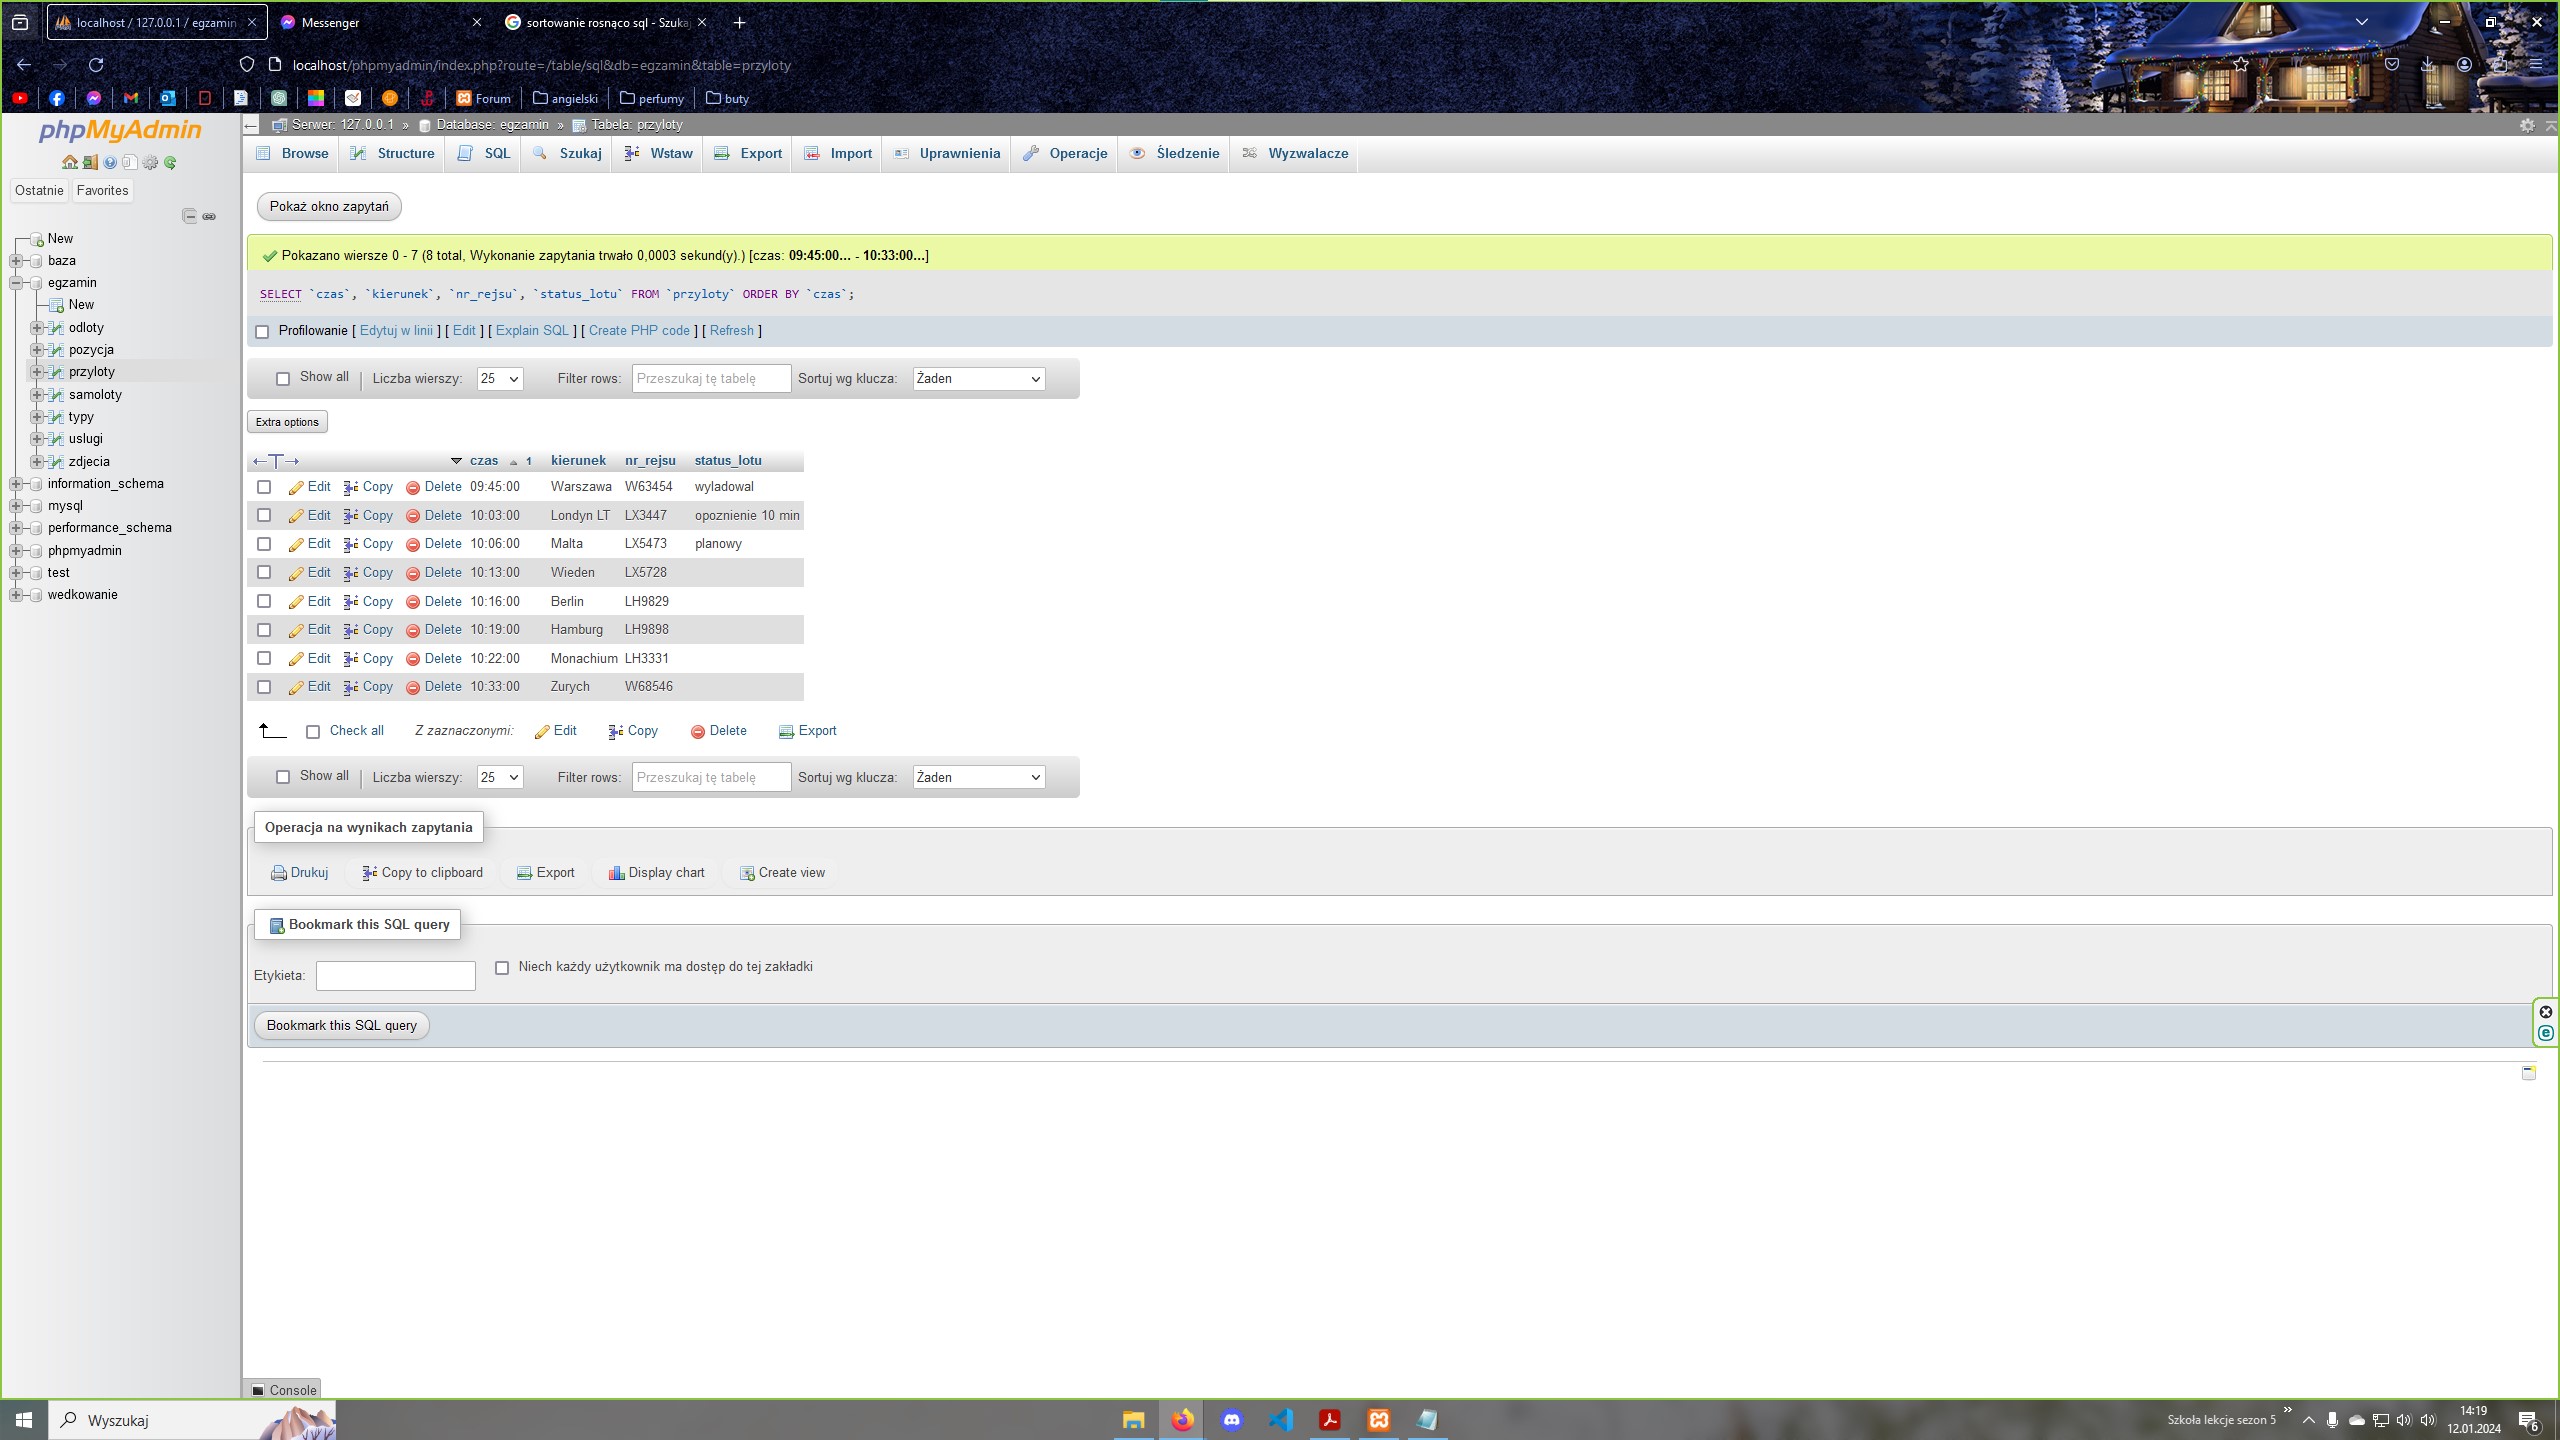 localhost / 127.0.0.1 / egzamin
Messenger
sortowanie rosnąco sql - Szuka
localhost/phpmyadmin/index.php?route=/table/sql&db=egzamin&table=przyloty
Forum
angielski
perfumy
buty
phpMyAdmin
Ostatnie
Favorites
New
baza
egzamin
New
odloty
pozycja
przyloty
samoloty
typy
uslugi
zdjecia
information_schema
mysql
performance_schema
phpmyadmin
test
wedkowanie
Serwer: 127.0.0.1 » Database: egzamin » Tabela: przyloty
Browse Structure SQL Szukaj Wstaw Export Import Uprawnienia Operacje Śledzenie Wyzwalacze
Pokaż okno zapytań
Pokazano wiersze 0 - 7 (8 total, Wykonanie zapytania trwało 0,0003 sekund(y).) [czas: 09:45:00... - 10:33:00...]
SELECT `czas`, `kierunek`, `nr_rejsu`, `status_lotu` FROM `przyloty` ORDER BY `czas`;
Profilowanie [ Edytuj w linii ] [ Edit ] [ Explain SQL ] [ Create PHP code ] [ Refresh ]
Show all | Liczba wierszy: 25 Filter rows: Przeszukaj tę tabelę Sortuj wg klucza: Żaden
Extra options
←T→ czas 1 kierunek nr_rejsu status_lotu
Edit Copy Delete 09:45:00 Warszawa W63454 wyladowal
Edit Copy Delete 10:03:00 Londyn LT LX3447 opoznienie 10 min
Edit Copy Delete 10:06:00 Malta LX5473 planowy
Edit Copy Delete 10:13:00 Wieden LX5728
Edit Copy Delete 10:16:00 Berlin LH9829
Edit Copy Delete 10:19:00 Hamburg LH9898
Edit Copy Delete 10:22:00 Monachium LH3331
Edit Copy Delete 10:33:00 Zurych W68546
Check all Z zaznaczonymi: Edit Copy Delete Export
Show all | Liczba wierszy: 25 Filter rows: Przeszukaj tę tabelę Sortuj wg klucza: Żaden
Operacja na wynikach zapytania
Drukuj Copy to clipboard Export Display chart Create view
Bookmark this SQL query
Etykieta:
Niech każdy użytkownik ma dostęp do tej zakładki
Bookmark this SQL query
Console
Wyszukaj
Szkoła lekcje sezon 5
14:19
12.01.2024
6